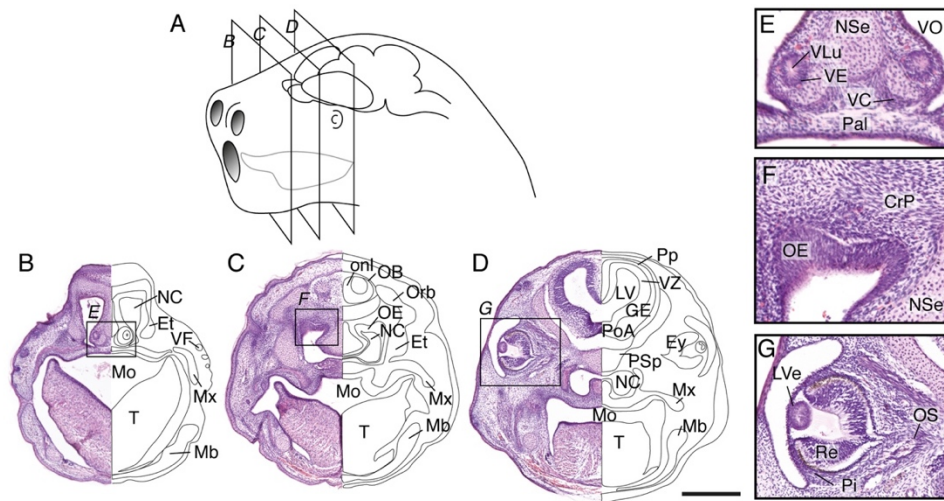 A
B
C
D
B
E
NC
Et
VF
Mo
Mx
T
Mb
C
F
onl
OB
Orb
OE
NC
Et
Mo
Mx
T
Mb
D
G
Pp
VZ
LV
GE
PoA
PSp
Ey
NC
Mx
Mo
T
Mb
E
NSe
VO
VLu
VE
VC
Pal
F
CrP
OE
NSe
G
LVe
OS
Re
Pi